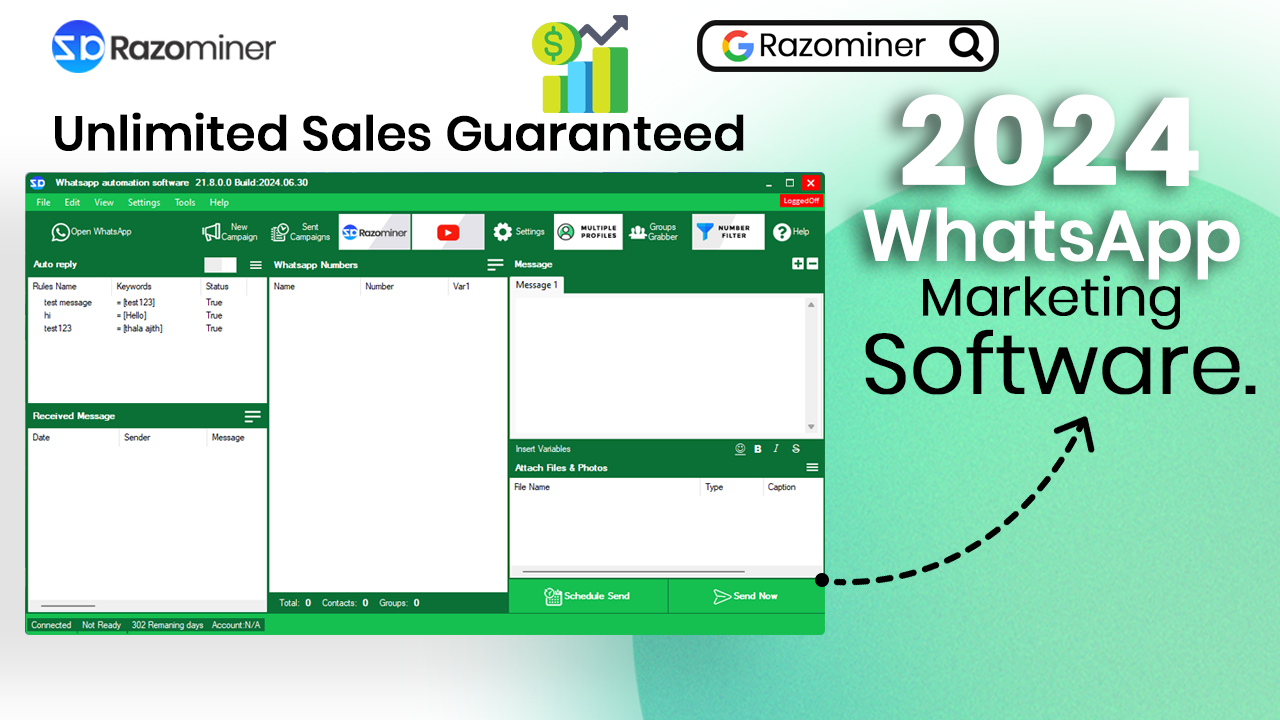 Razominer
Razominer
Unlimited Sales Guaranteed
2024
WhatsApp
Marketing
Software.
Whatsapp automation software 21.8.0.0 Build:2024.06.30
File Edit View Settings Tools Help
LoggedOff
Open WhatsApp
New Campaign
Sent Campaigns
Razominer
Settings
MULTIPLE PROFILES
Groups Grabber
NUMBER FILTER
Help
Auto reply
Rules Name Keywords Status
test message = [test123] True
hi = [Hello] True
test123 = [thala ajith] True
Received Message
Date Sender Message
Whatsapp Numbers
Name Number Var1
Total: 0 Contacts: 0 Groups: 0
Message
Message 1
Insert Variables B I S
Attach Files & Photos
File Name Type Caption
Schedule Send
Send Now
Connected Not Ready 302 Remaning days Account:N/A